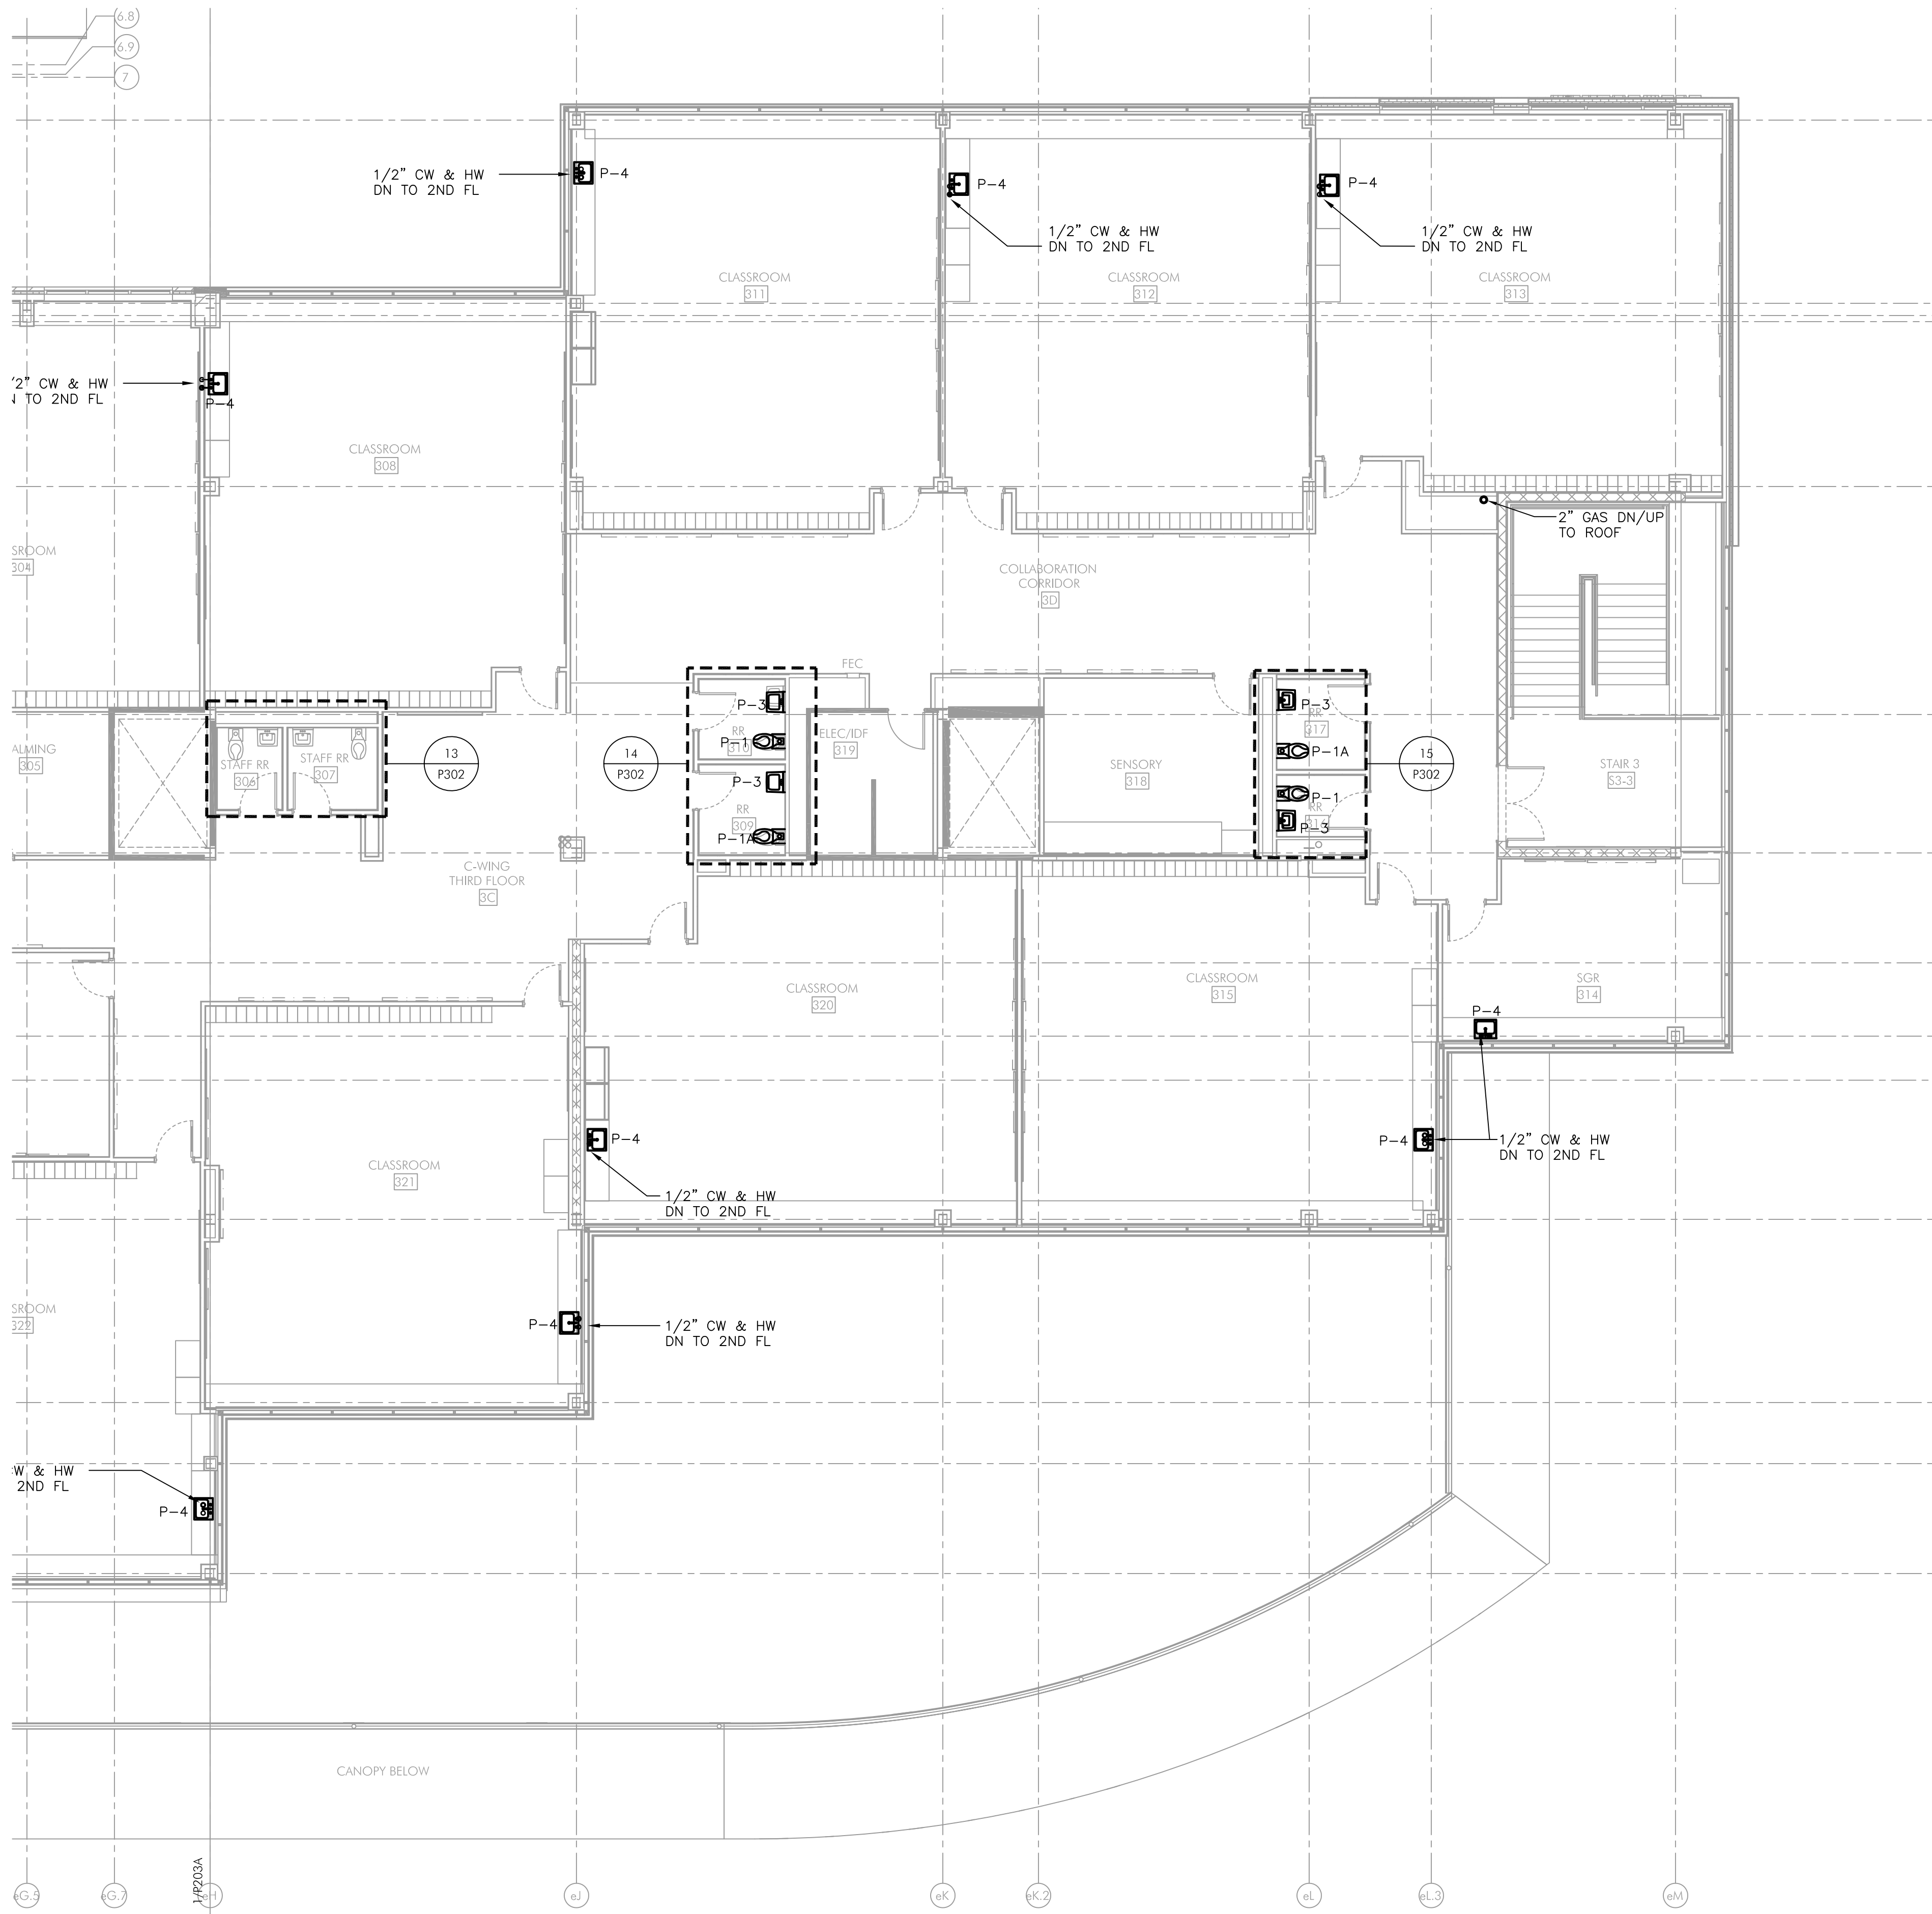 6.8
6.9
7
1/2" CW & HW
DN TO 2ND FL
P-4
P-4
P-4
1/2" CW & HW
DN TO 2ND FL
1/2" CW & HW
DN TO 2ND FL
CLASSROOM
311
CLASSROOM
312
CLASSROOM
313
/2" CW & HW
TO 2ND FL
P-4
CLASSROOM
308
2" GAS DN/UP
TO ROOF
SROOM
304
COLLABORATION
CORRIDOR
3D
FEC
P-3
RR
310
P-1
ELEC/IDF
319
P-3
RR
317
P-1A
ALMING
305
STAFF RR
306
STAFF RR
307
13
P302
14
P302
SENSORY
318
15
P302
STAIR 3
S3-3
P-3
RR
309
P-1A
P-1
RR
316
P-3
C-WING
THIRD FLOOR
3C
CLASSROOM
320
CLASSROOM
315
SGR
314
P-4
P-4
P-4
1/2" CW & HW
DN TO 2ND FL
CLASSROOM
321
1/2" CW & HW
DN TO 2ND FL
SROOM
322
P-4
1/2" CW & HW
DN TO 2ND FL
W & HW
2ND FL
P-4
CANOPY BELOW
1/P203A
eG.5
eG.7
eH
eJ
eK
eK.2
eL
eL.3
eM